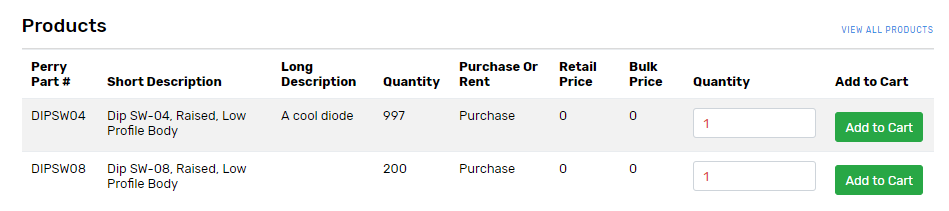 Products
VIEW ALL PRODUCTS
Perry Part # Short Description Long Description Quantity Purchase Or Rent Retail Price Bulk Price Quantity Add to Cart
DIPSW04 Dip SW-04, Raised, Low Profile Body A cool diode 997 Purchase 0 0 1 Add to Cart
DIPSW08 Dip SW-08, Raised, Low Profile Body 200 Purchase 0 0 1 Add to Cart